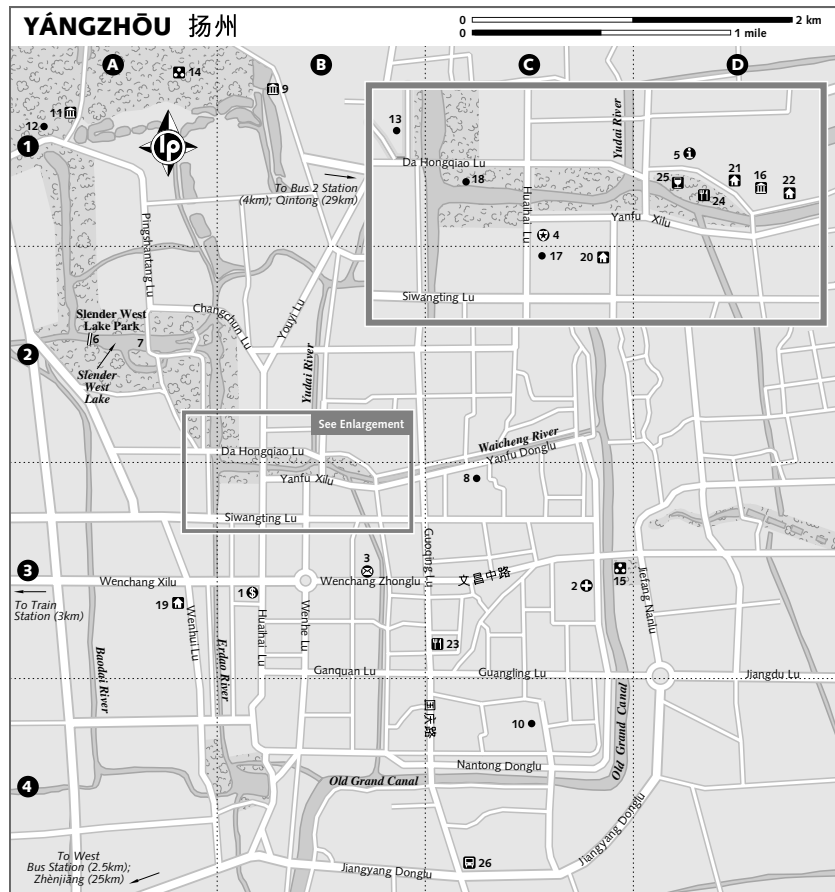 YÁNGZHŌU 扬州
0 2 km
0 1 mile
A
B
C
D
14
9
11
12
1
lp
To Bus 2 Station
(4km); Qintong (29km)
Pingshantang Lu
13
Da Hongqiao Lu
18
Yudai River
5
25
24
21
16
22
Huaihai Lu
Yanfu Xilu
4
17
20
Siwangting Lu
Changchun Lu
Youyi Lu
Slender West
Lake Park
6
7
2
Slender
West
Lake
Yudai River
See Enlargement
Da Hongqiao Lu
Waicheng River
Yanfu Donglu
Yanfu Xilu
8
Siwangting Lu
Guoqing Lu
3
3
Wenchang Xilu
Wenchang Zhonglu
文昌中路
2
15
Jiefang Nanlu
To Train
Station (3km)
19
1
Wenhui Lu
Huaihai Lu
Wenhe Lu
Baodai River
Erdao River
23
Ganquan Lu
Guangling Lu
Jiangdu Lu
国庆路
10
Old Grand Canal
Nantong Donglu
4
Old Grand Canal
Jiangyang Donglu
To West
Bus Station (2.5km);
Zhènjiāng (25km)
Jiangyang Donglu
26